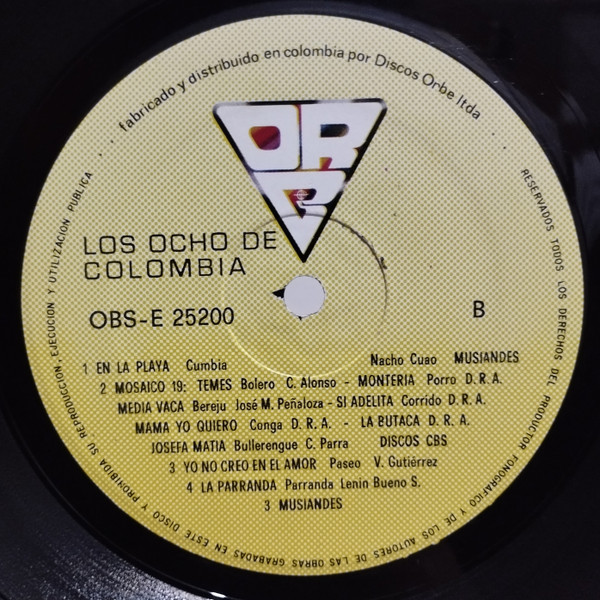 . . . fabricado y distribuido en colombia por Discos Orbe ltda
ORBE
LOS OCHO DE
COLOMBIA
OBS-E 25200
B
1 EN LA PLAYA Cumbia Nacho Cuao MUSIANDES
2 MOSAICO 19: TEMES Bolero C. Alonso - MONTERIA Porro D.R.A.
MEDIA VACA Bereju José M. Peñaloza - SI ADELITA Corrido D.R.A.
MAMA YO QUIERO Conga D.R.A. - LA BUTACA D.R.A.
JOSEFA MATIA Bullerengue C. Parra DISCOS CBS
3 YO NO CREO EN EL AMOR Paseo V. Gutiérrez
4 LA PARRANDA Parranda Lenin Bueno S.
3 MUSIANDES
RESERVADOS TODOS LOS DERECHOS DEL PRODUCTOR FONOGRAFICO Y DE LOS AUTORES DE LAS OBRAS GRABADAS EN ESTE DISCO Y PROHIBIDA SU REPRODUCCION, EJECUCION Y UTILIZACION PUBLICA